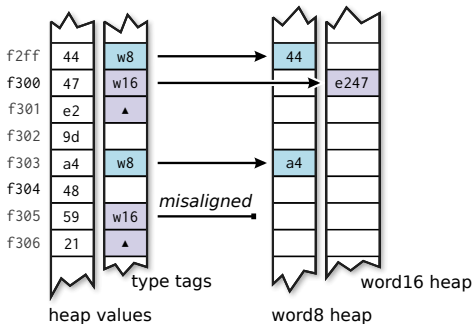 f2ff 44 w8 44
f300 47 w16 e247
f301 e2 ▲
f302 9d
f303 a4 w8 a4
f304 48
misaligned
f305 59 w16
f306 21 ▲
type tags
word16 heap
heap values
word8 heap